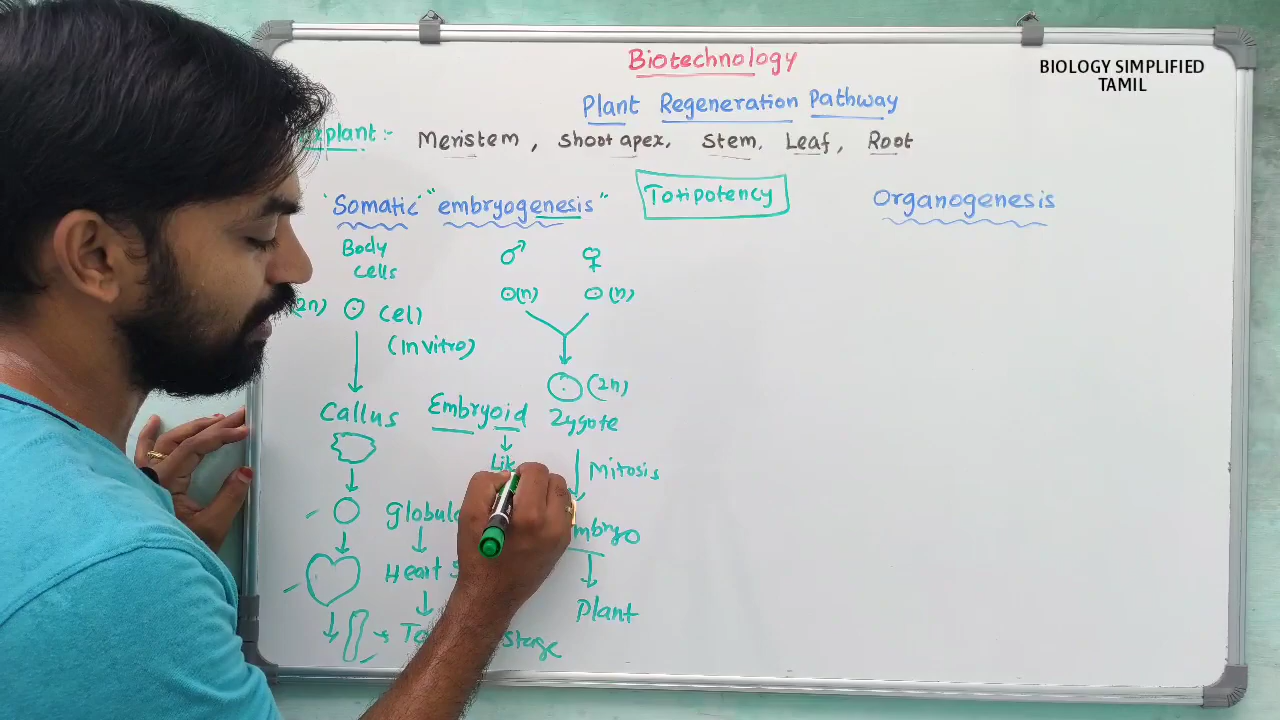 Biotechnology
BIOLOGY SIMPLIFIED
TAMIL
Plant Regeneration Pathway
Meristem, Shoot apex, Stem, Leaf, Root
"Somatic" "embryogenesis"
Totipotency
Organogenesis
Body
cells
♂ ♀
(2n) cell (n) (n)
(Invitro)
(2n)
Callus Embryoid Zygote
Mitosis
Heart
Plant
stage